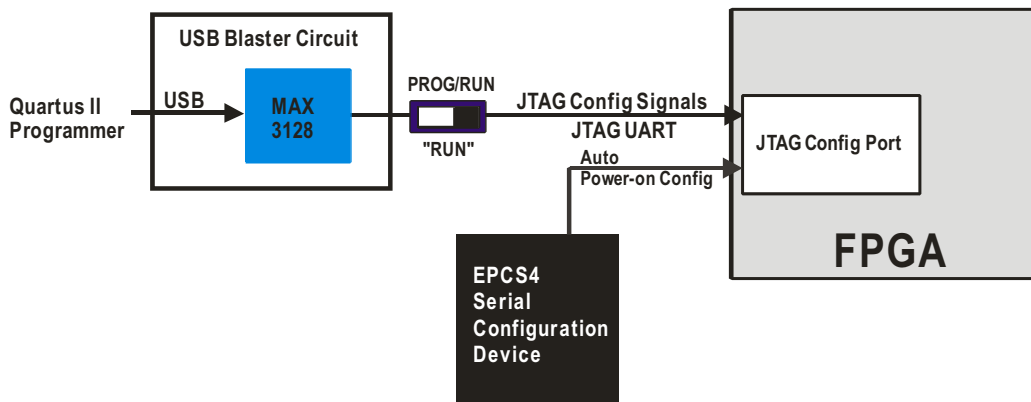 USB Blaster Circuit
Quartus II
Programmer
USB
MAX
3128
PROG/RUN
"RUN"
JTAG Config Signals
JTAG UART
Auto
Power-on Config
JTAG Config Port
FPGA
EPCS4
Serial
Configuration
Device